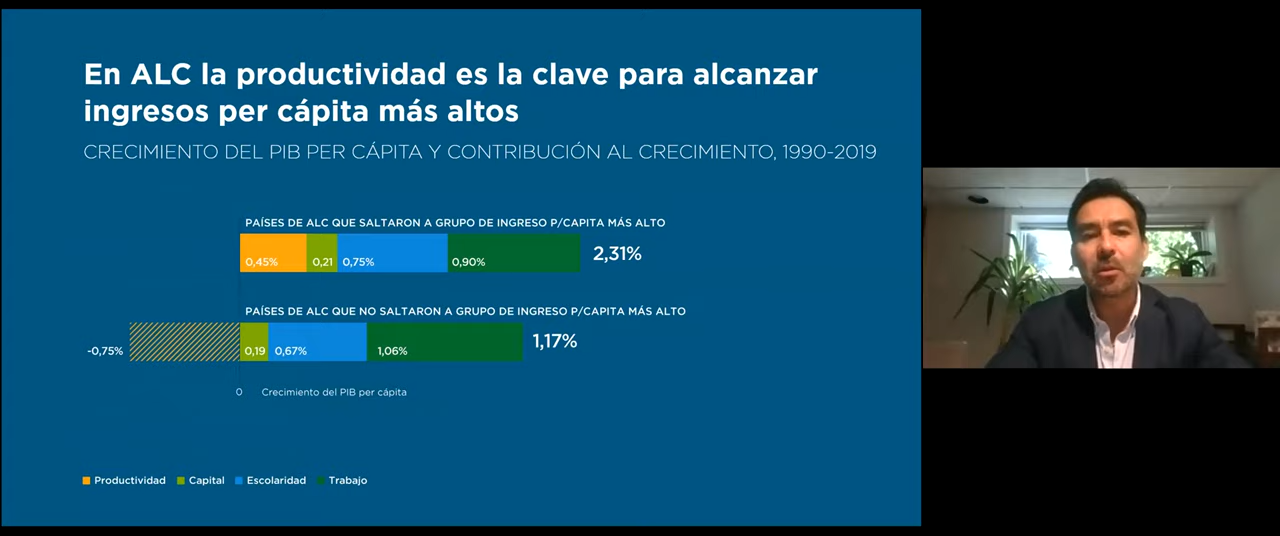 En ALC la productividad es la clave para alcanzar
ingresos per cápita más altos
CRECIMIENTO DEL PIB PER CÁPITA Y CONTRIBUCIÓN AL CRECIMIENTO, 1990-2019
PAÍSES DE ALC QUE SALTARON A GRUPO DE INGRESO P/CAPITA MÁS ALTO
0,45% 0,21 0,75% 0,90% 2,31%
PAÍSES DE ALC QUE NO SALTARON A GRUPO DE INGRESO P/CAPITA MÁS ALTO
-0,75% 0,19 0,67% 1,06% 1,17%
0 Crecimiento del PIB per cápita
Productividad Capital Escolaridad Trabajo